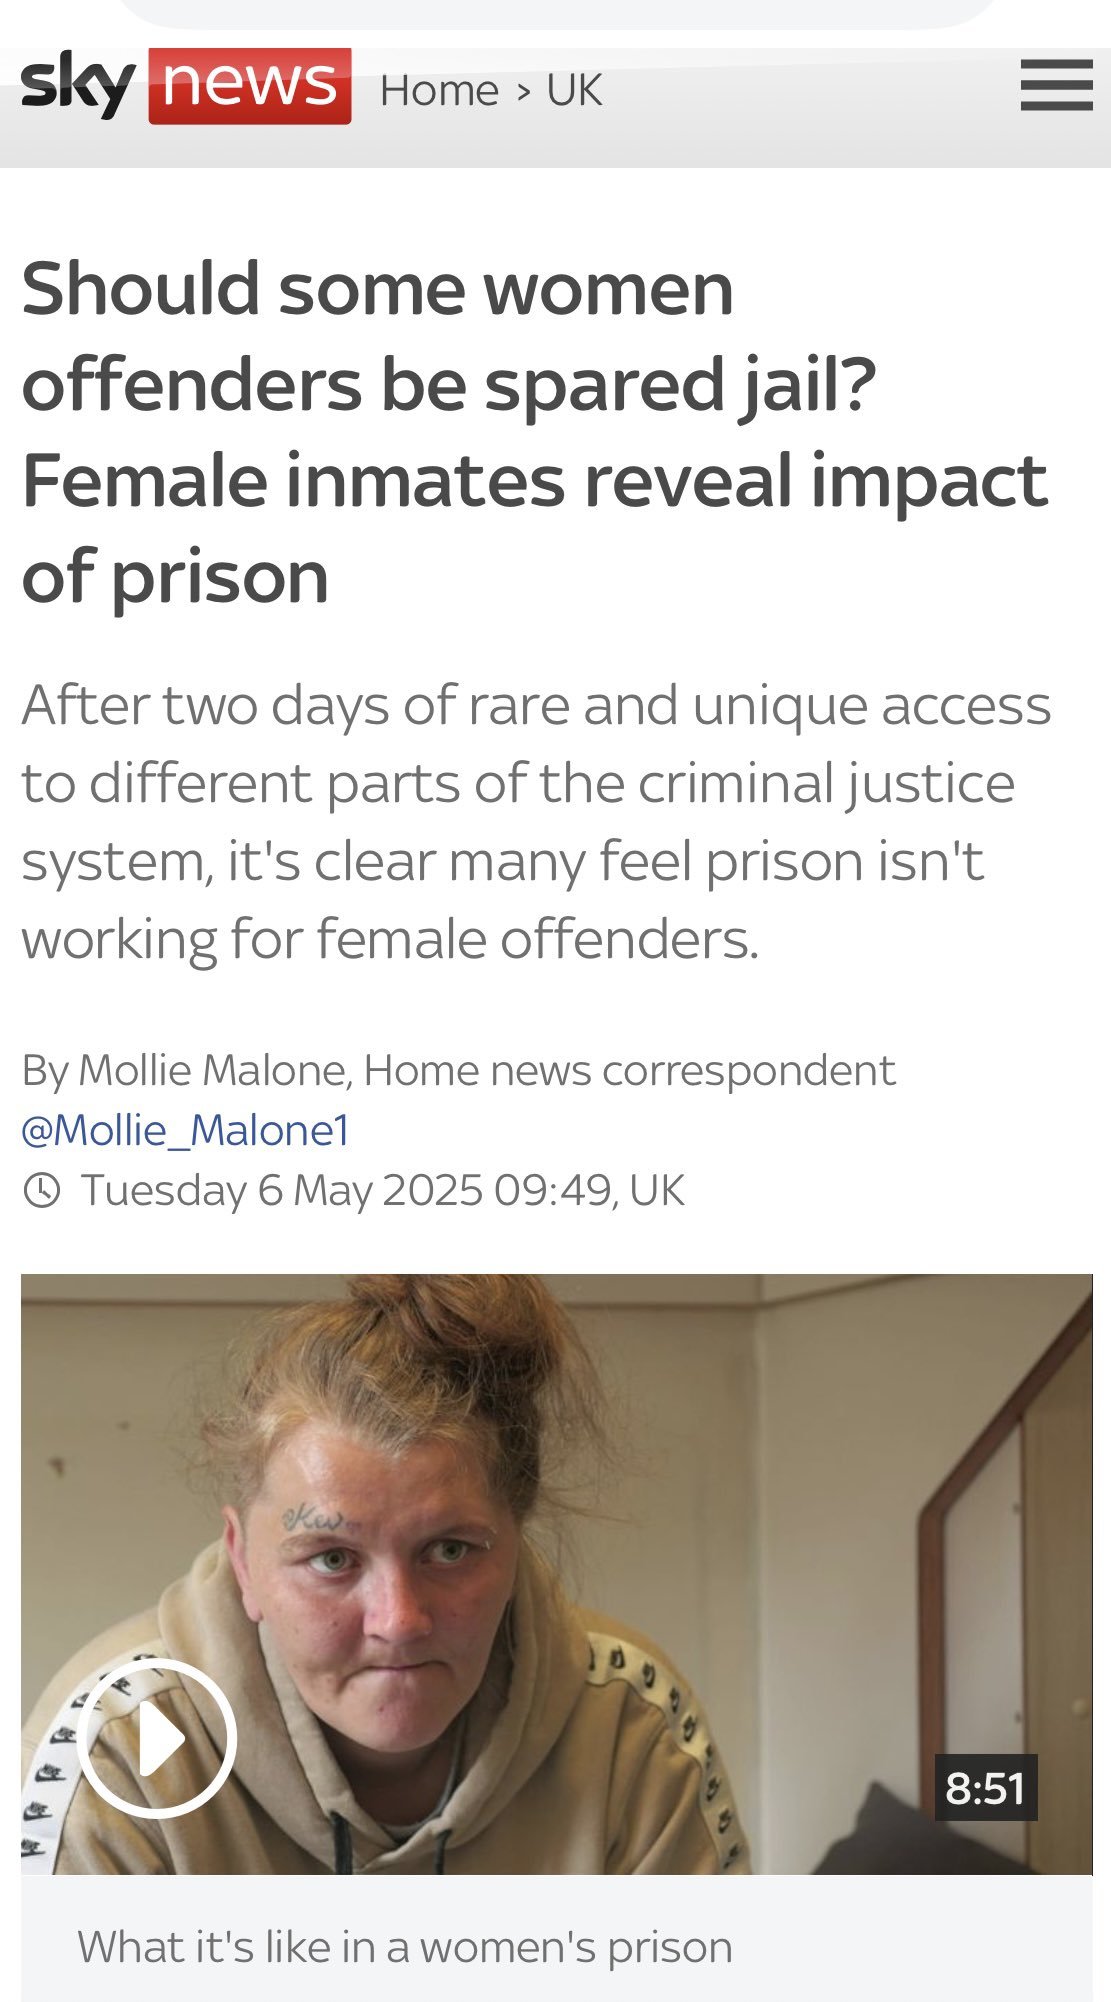 sky news Home > UK
Should some women
offenders be spared jail?
Female inmates reveal impact
of prison
After two days of rare and unique access
to different parts of the criminal justice
system, it's clear many feel prison isn't
working for female offenders.
By Mollie Malone, Home news correspondent
@Mollie_Malone1
Tuesday 6 May 2025 09:49, UK
8:51
What it's like in a women's prison